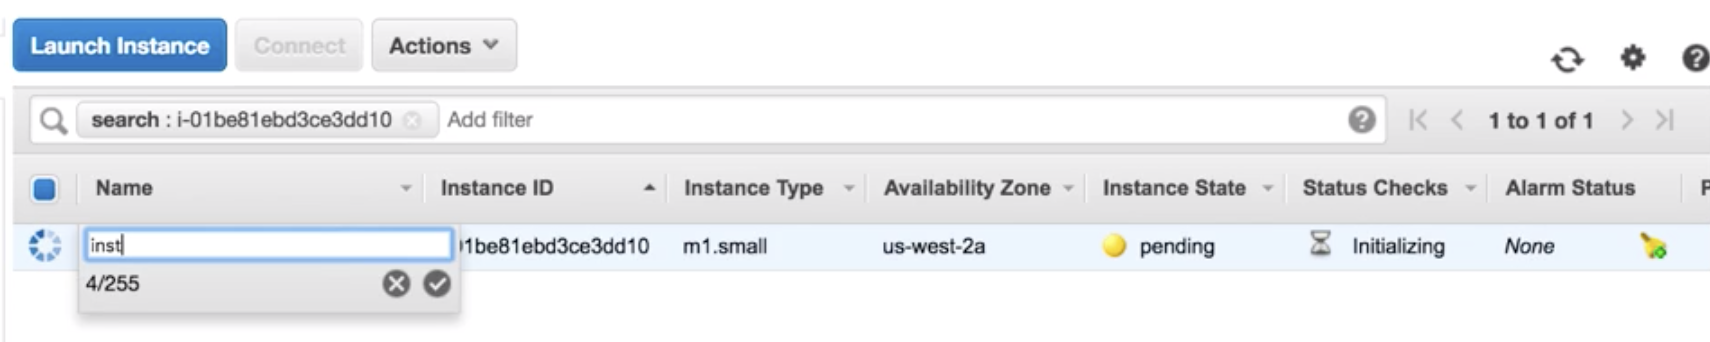 Launch Instance Connect Actions
search : i-01be81ebd3ce3dd10 Add filter 1 to 1 of 1
Name Instance ID Instance Type Availability Zone Instance State Status Checks Alarm Status
inst 1be81ebd3ce3dd10 m1.small us-west-2a pending Initializing None
4/255